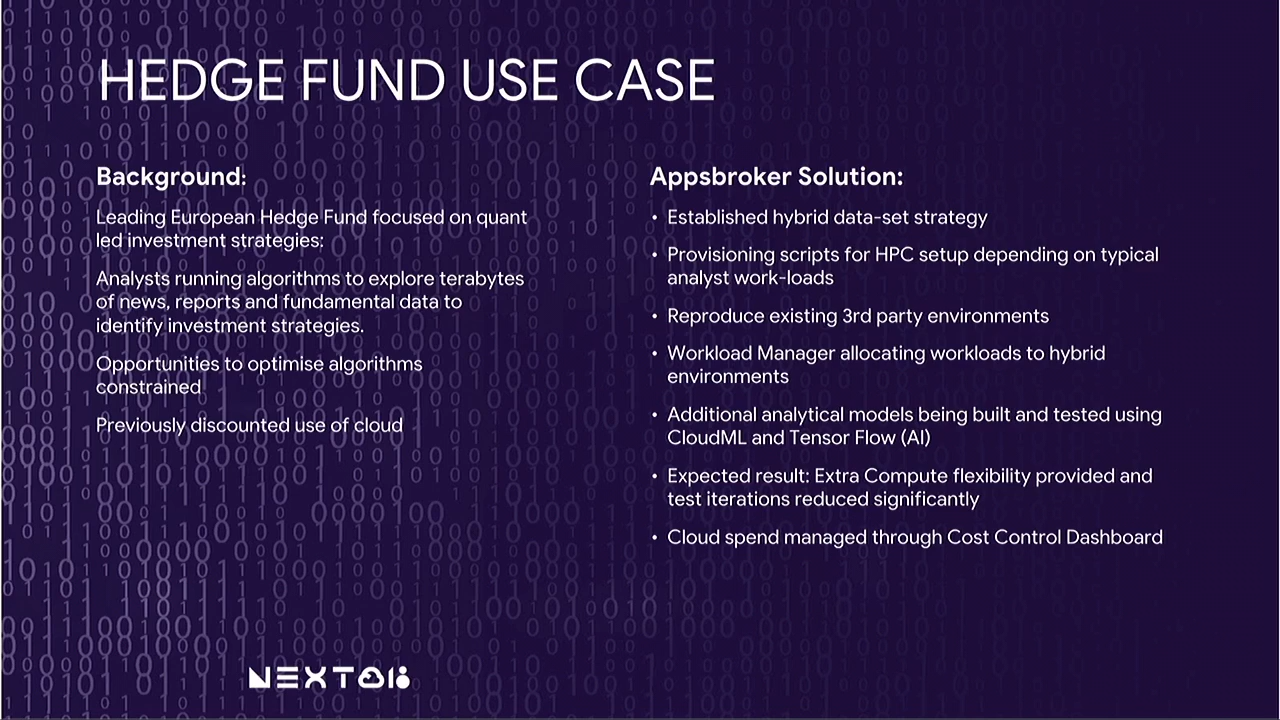 HEDGE FUND USE CASE
Background:
Leading European Hedge Fund focused on quant
led investment strategies:
Analysts running algorithms to explore terabytes
of news, reports and fundamental data to
identify investment strategies.
Opportunities to optimise algorithms
constrained
Previously discounted use of cloud
Appsbroker Solution:
• Established hybrid data-set strategy
• Provisioning scripts for HPC setup depending on typical
analyst work-loads
• Reproduce existing 3rd party environments
• Workload Manager allocating workloads to hybrid
environments
• Additional analytical models being built and tested using
CloudML and Tensor Flow (AI)
• Expected result: Extra Compute flexibility provided and
test iterations reduced significantly
• Cloud spend managed through Cost Control Dashboard
NEXT 18